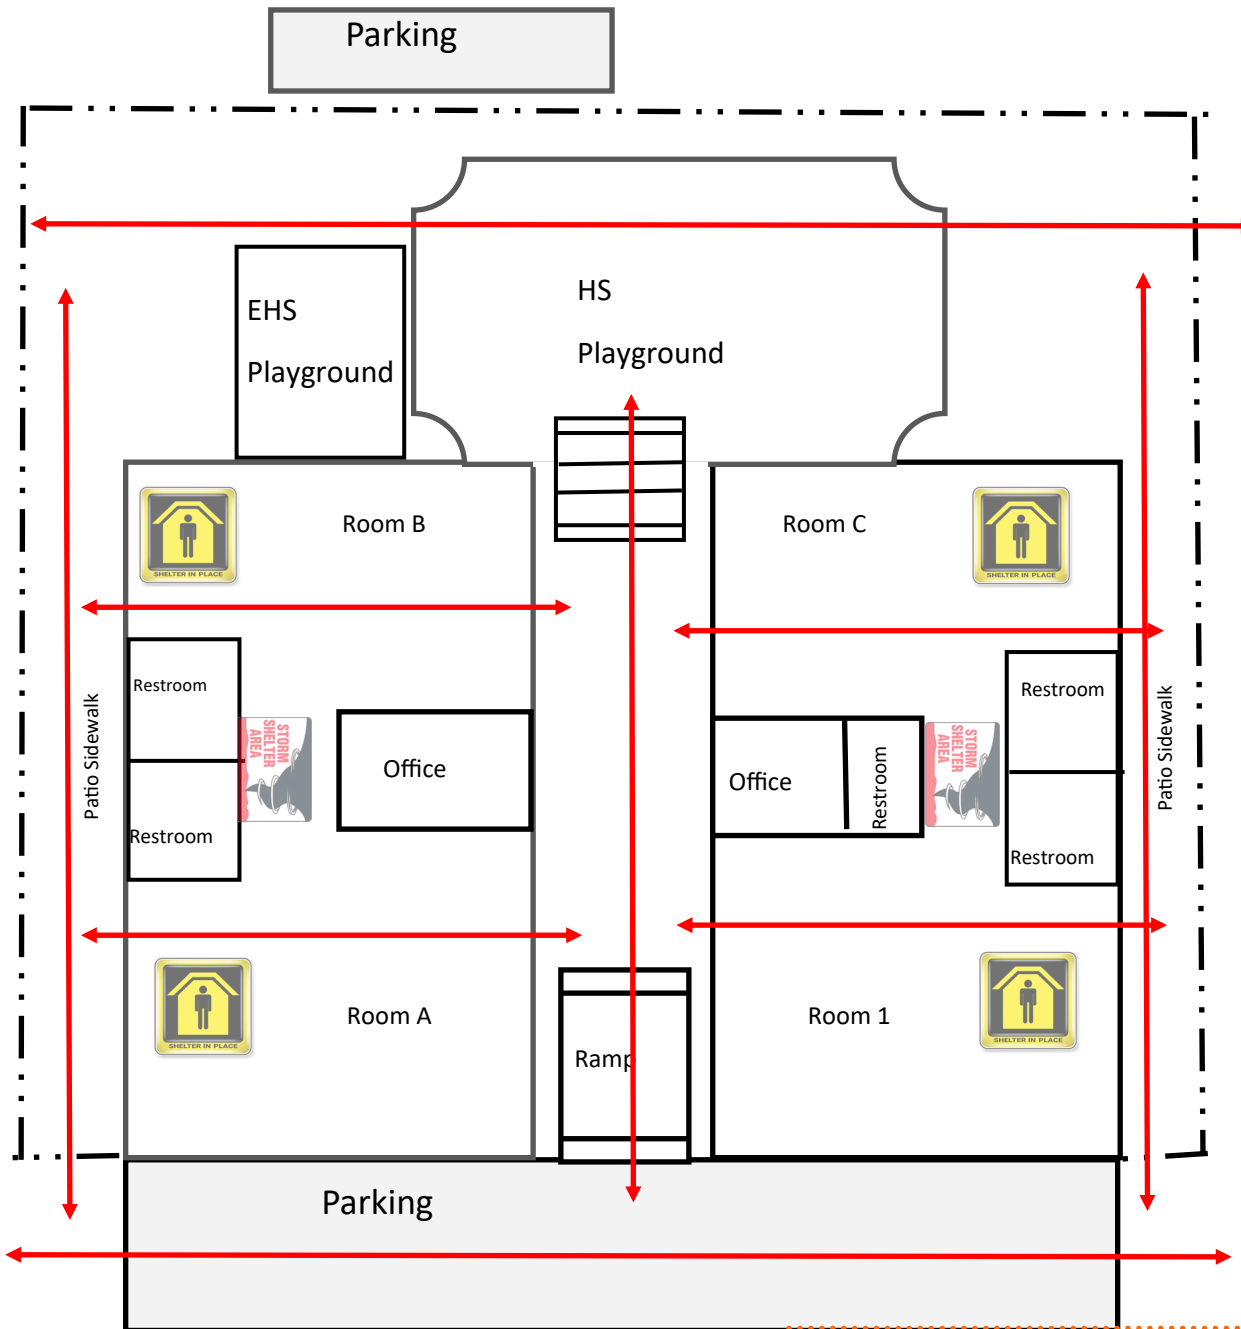 Parking
EHS
Playground
HS
Playground
Room B
Room C
SHELTER IN PLACE
SHELTER IN PLACE
Restroom
Restroom
Patio Sidewalk
STORM
SHELTER
AREA
Office
Office
Restroom
STORM
SHELTER
AREA
Restroom
Restroom
Patio Sidewalk
SHELTER IN PLACE
Room A
Room 1
SHELTER IN PLACE
Ramp
Parking